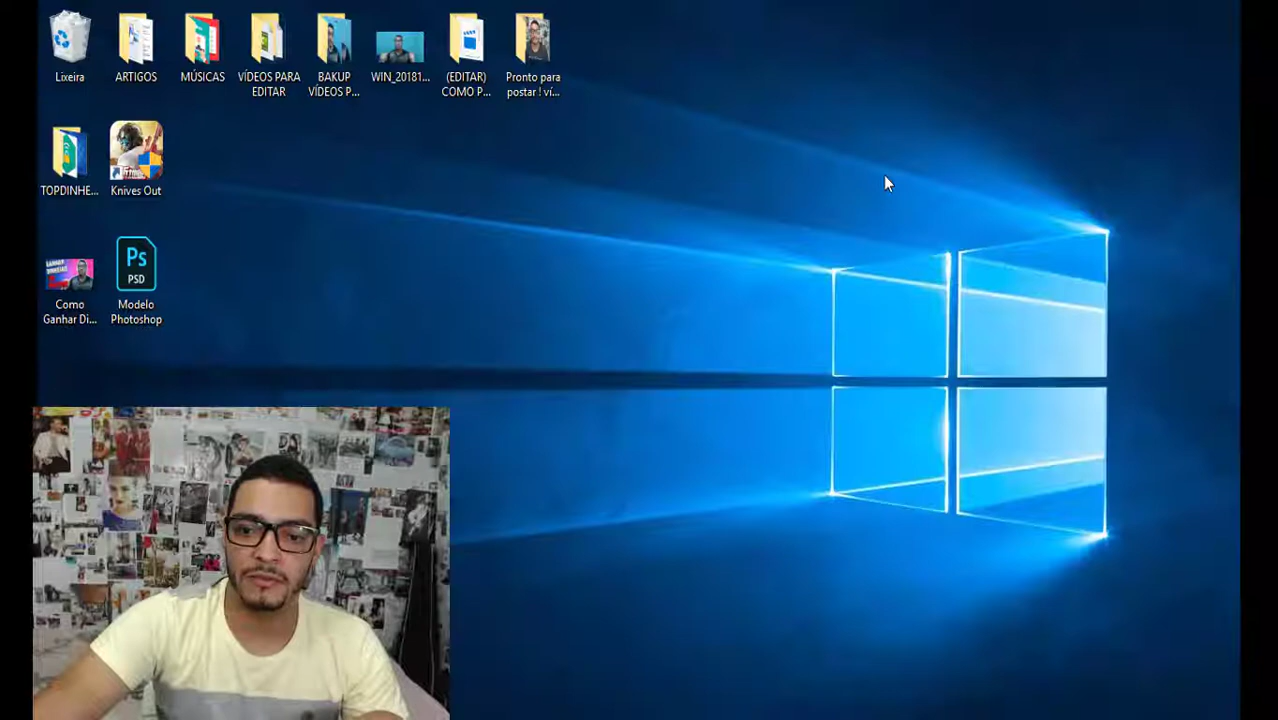 Lixeira
ARTIGOS
MÚSICAS
VÍDEOS PARA
EDITAR
BAKUP
VÍDEOS P...
WIN_20181...
(EDITAR)
COMO P...
Pronto para
postar ! ví...
TOPDINHE...
Knives Out
Como
Ganhar Di...
Ps
PSD
Modelo
Photoshop